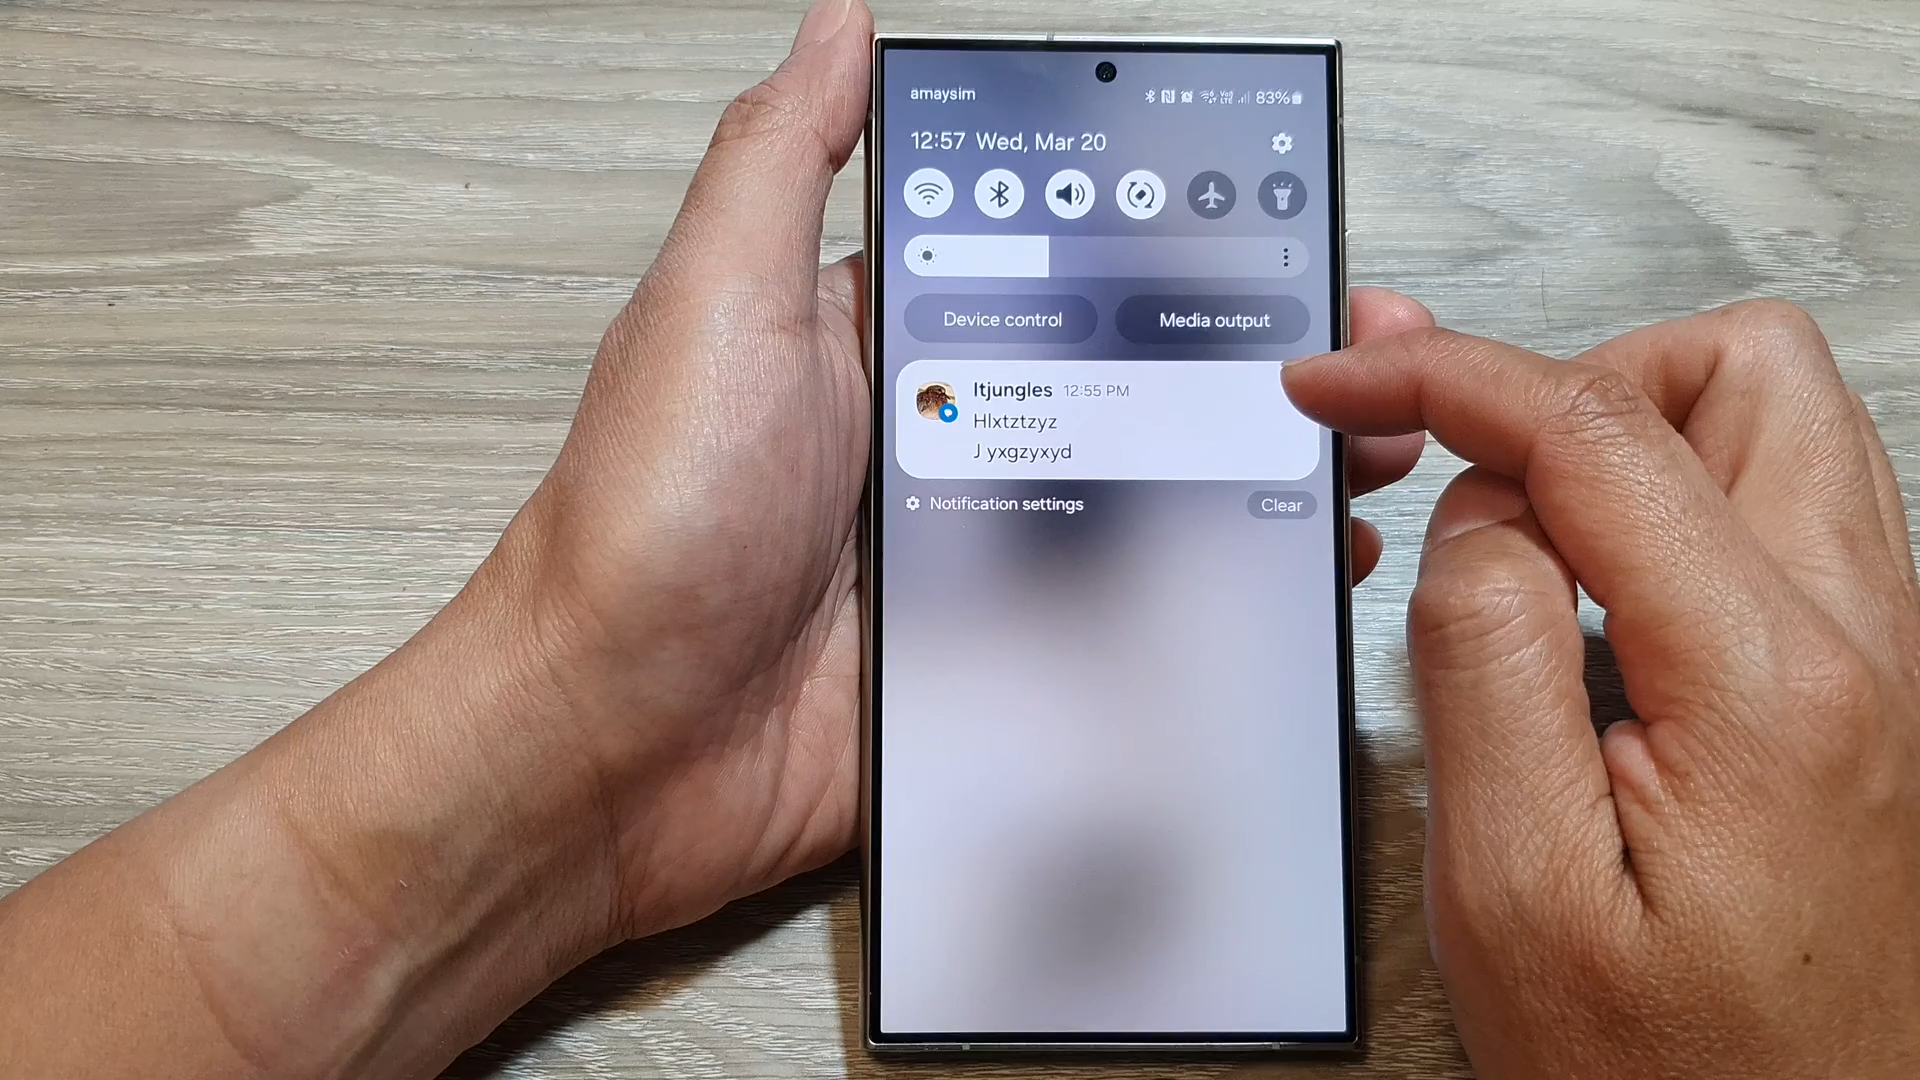 amaysim
83%
12:57 Wed, Mar 20
Device control
Media output
ltjungles 12:55 PM
Hlxtztzyz
J yxgzyxyd
Notification settings
Clear